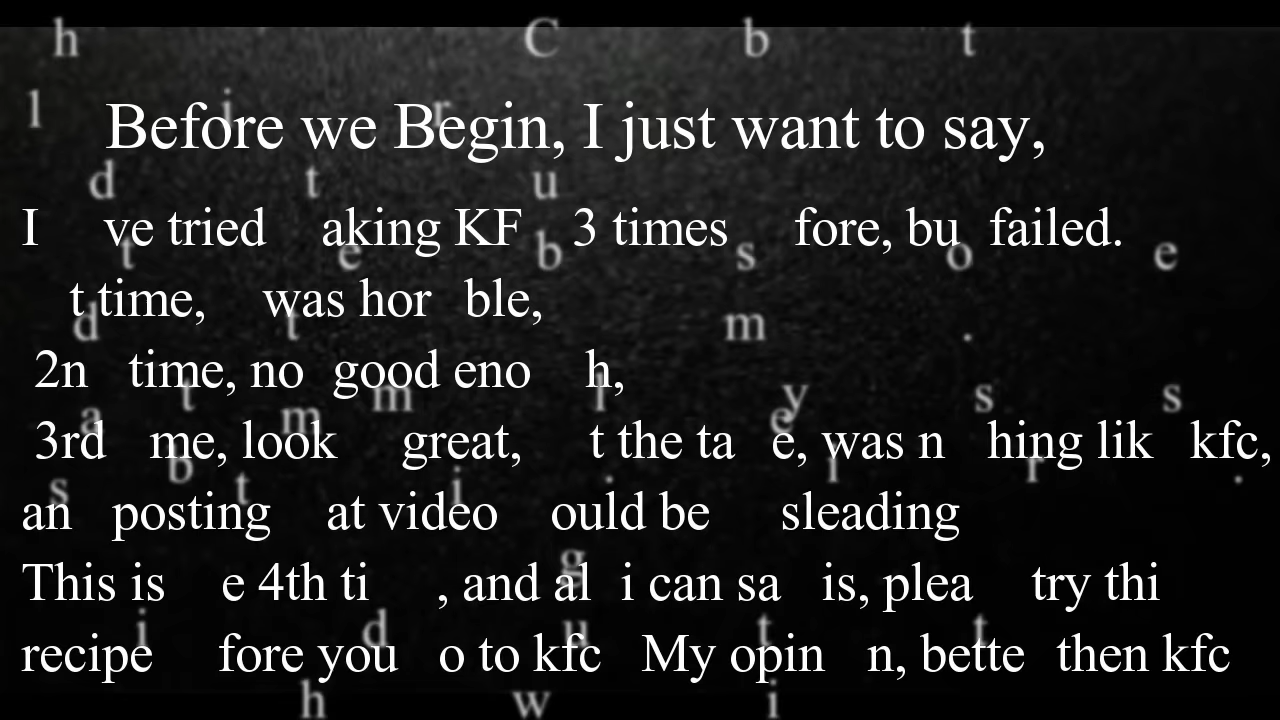 Before we Begin, I just want to say,
I ve tried aking KF 3 times fore, bu failed.
t time, was hor ble,
2n time, no good eno h,
3rd me, look great, t the ta e, was n hing lik kfc,
an posting at video ould be sleading
This is e 4th ti , and al i can sa is, plea try thi
recipe fore you o to kfc My opin n, bette then kfc